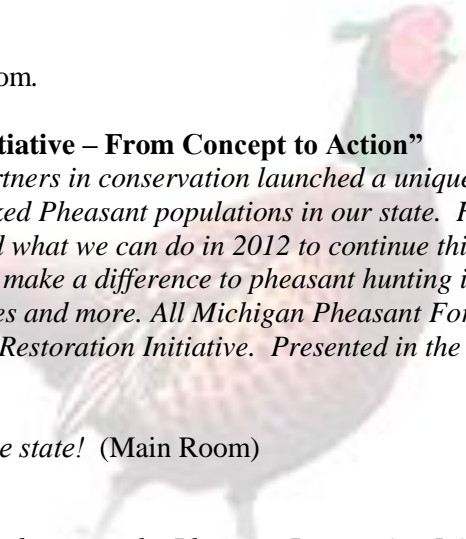 om.
tiative – From Concept to Action”
rtners in conservation launched a unique
ked Pheasant populations in our state.
d what we can do in 2012 to continue thi
make a difference to pheasant hunting i
es and more. All Michigan Pheasant For
Restoration Initiative. Presented in the
e state! (Main Room)